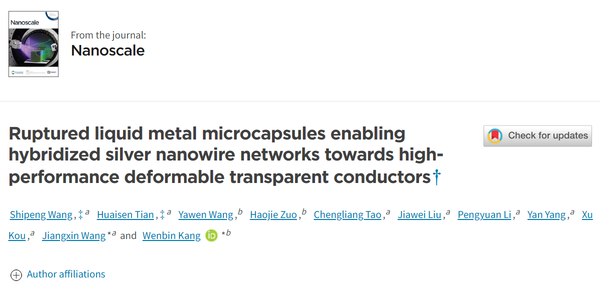 Nanoscale
From the journal:
Nanoscale
Ruptured liquid metal microcapsules enabling
hybridized silver nanowire networks towards high-
performance deformable transparent conductors†
Check for updates
Shipeng Wang,‡ᵃ Huaisen Tian,‡ᵃ Yawen Wang,ᵇ Haojie Zuo,ᵇ Chengliang Tao,ᵃ Jiawei Liu,ᵃ Pengyuan Li,ᵃ Yan Yang,ᵃ Xu
Kou,ᵃ Jiangxin Wang*ᵃ and Wenbin Kang iD *ᵇ
Author affiliations